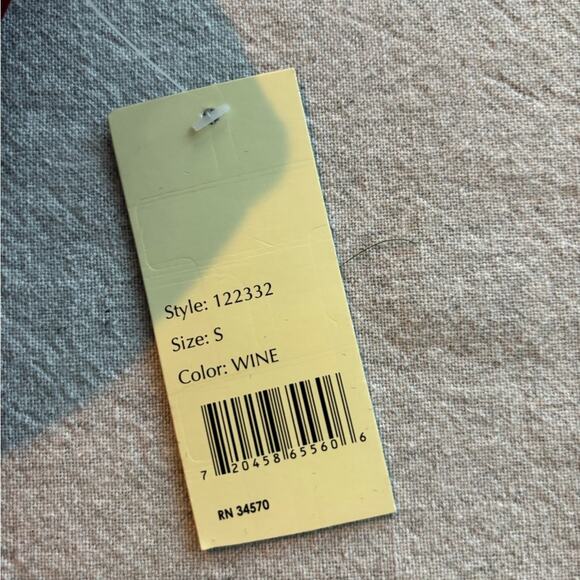 Style: 122332
Size: S
Color: WINE
7 20458 65560 6
RN 34570